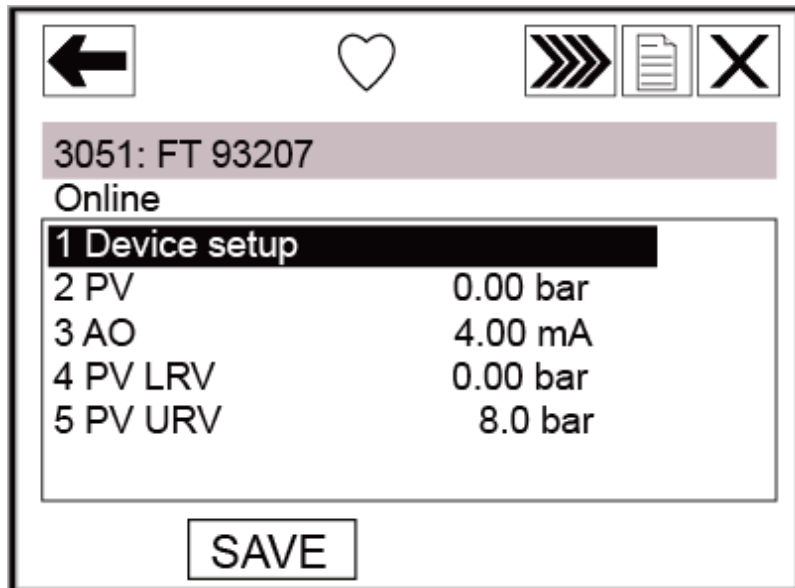 3051: FT 93207
Online
1 Device setup
2 PV 0.00 bar
3 AO 4.00 mA
4 PV LRV 0.00 bar
5 PV URV 8.0 bar
SAVE